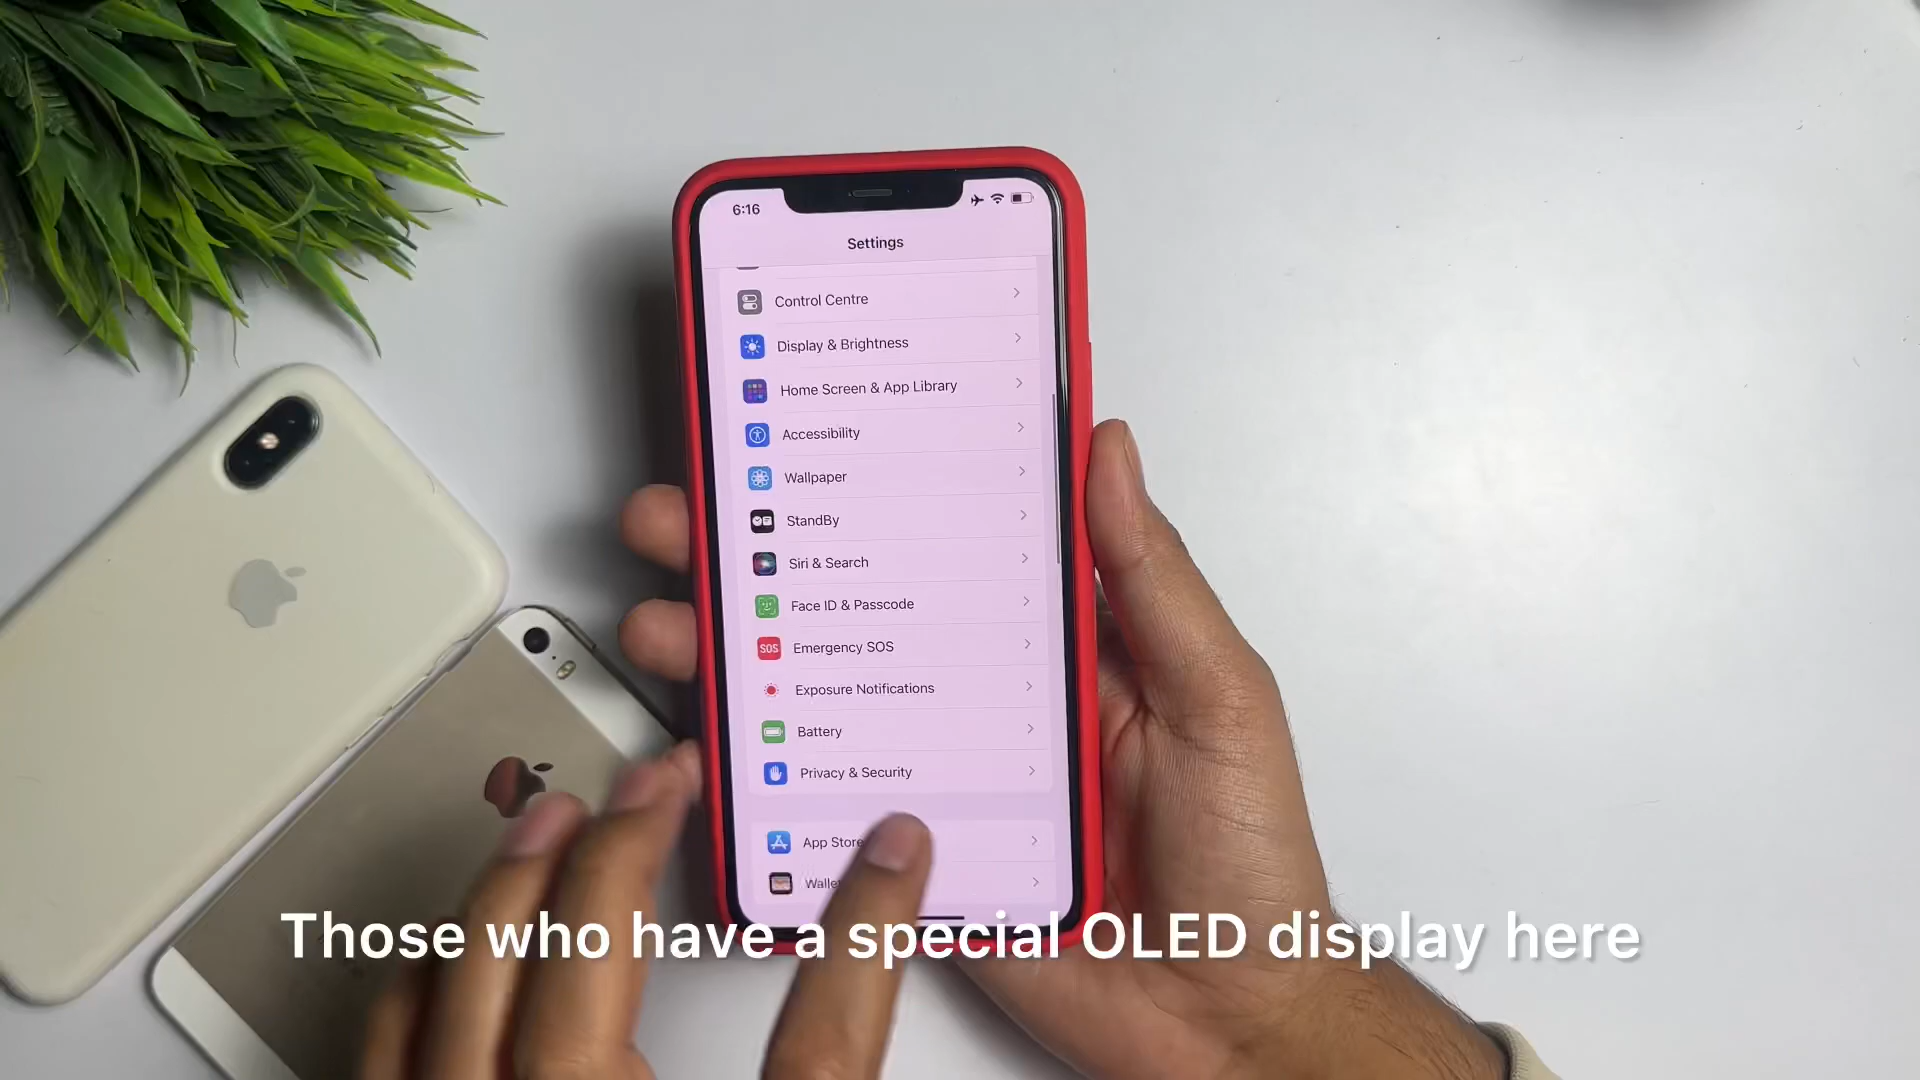 6:16
Settings
Control Centre
Display & Brightness
Home Screen & App Library
Accessibility
Wallpaper
StandBy
Siri & Search
Face ID & Passcode
SOS Emergency SOS
Exposure Notifications
Battery
Privacy & Security
App Store
Those who have a special OLED display here